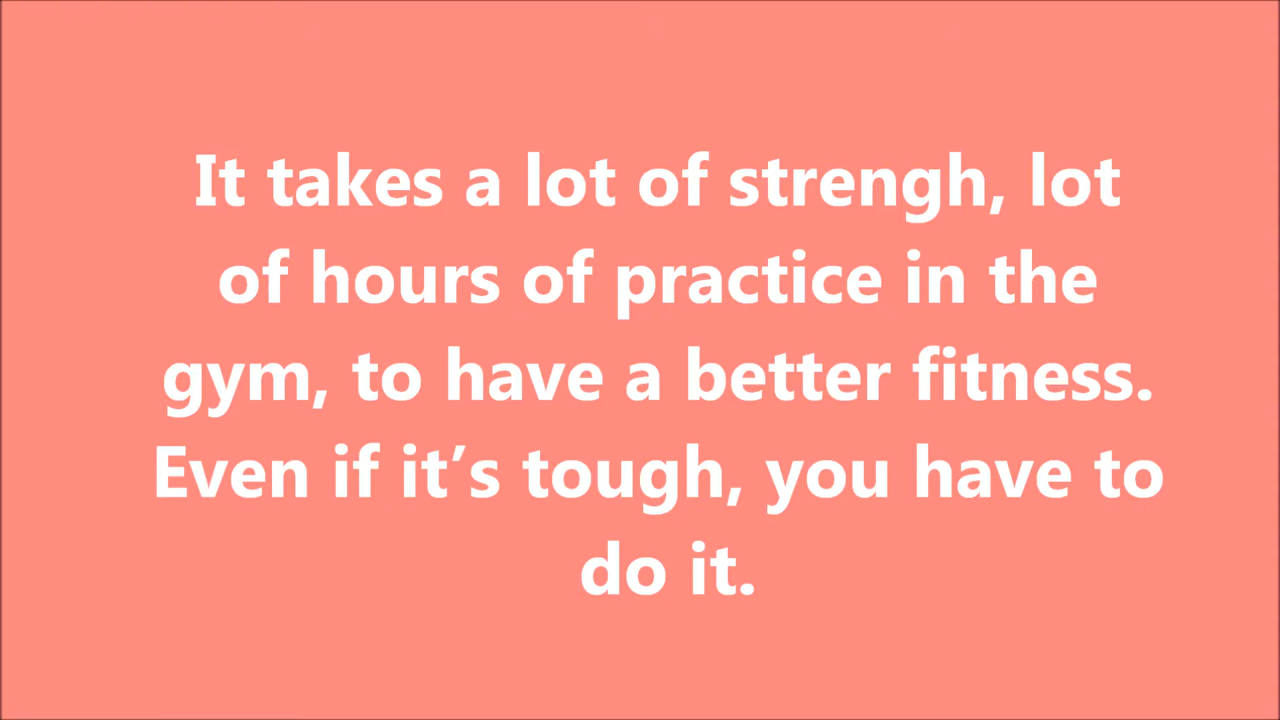 It takes a lot of strengh, lot
of hours of practice in the
gym, to have a better fitness.
Even if it’s tough, you have to
do it.